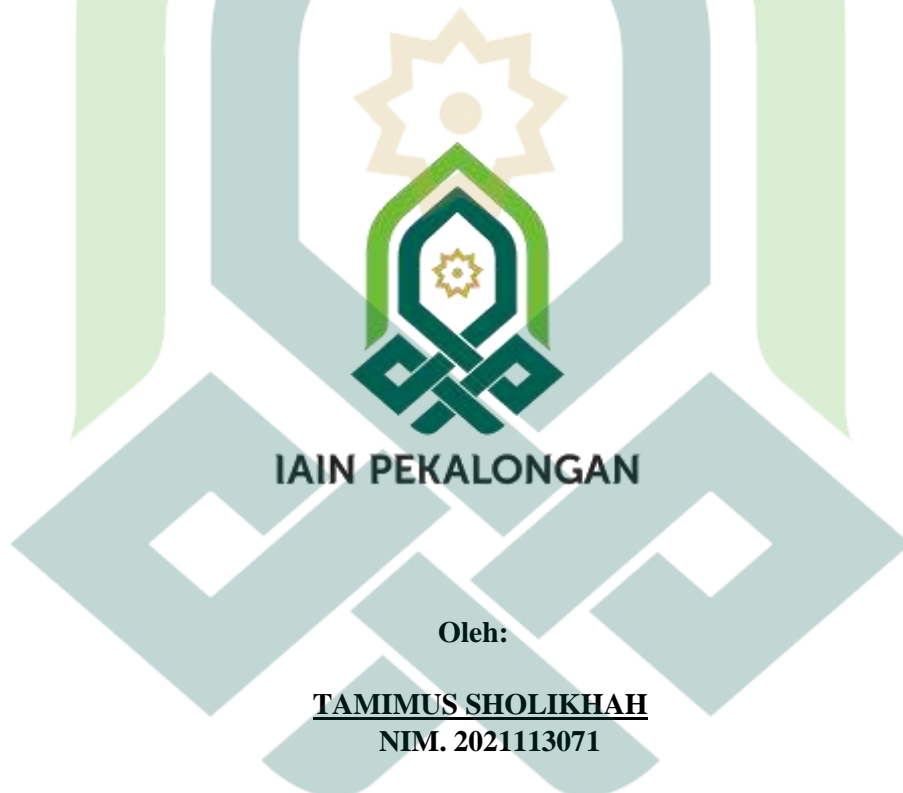 IAIN PEKALONGAN
Oleh:
TAMIMUS SHOLIKHAH
NIM. 2021113071